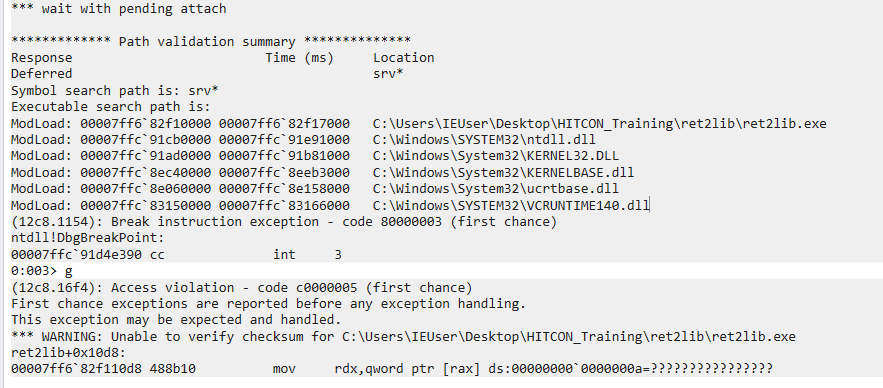 *** wait with pending attach
************* Path validation summary **************
Response                         Time (ms)     Location
Deferred                                       srv*
Symbol search path is: srv*
Executable search path is:
ModLoad: 00007ff6`82f10000 00007ff6`82f17000   C:\Users\IEUser\Desktop\HITCON_Training\ret2lib\ret2lib.exe
ModLoad: 00007ffc`91cb0000 00007ffc`91e91000   C:\Windows\SYSTEM32\ntdll.dll
ModLoad: 00007ffc`91ad0000 00007ffc`91b81000   C:\Windows\System32\KERNEL32.DLL
ModLoad: 00007ffc`8ec40000 00007ffc`8eeb3000   C:\Windows\System32\KERNELBASE.dll
ModLoad: 00007ffc`8e060000 00007ffc`8e158000   C:\Windows\System32\ucrtbase.dll
ModLoad: 00007ffc`83150000 00007ffc`83166000   C:\Windows\SYSTEM32\VCRUNTIME140.dll
(12c8.1154): Break instruction exception - code 80000003 (first chance)
ntdll!DbgBreakPoint:
00007ffc`91d4e390 cc              int     3
0:003> g
(12c8.16f4): Access violation - code c0000005 (first chance)
First chance exceptions are reported before any exception handling.
This exception may be expected and handled.
*** WARNING: Unable to verify checksum for C:\Users\IEUser\Desktop\HITCON_Training\ret2lib\ret2lib.exe
ret2lib+0x10d8:
00007ff6`82f110d8 488b10          mov     rdx,qword ptr [rax] ds:00000000`0000000a=????????????????